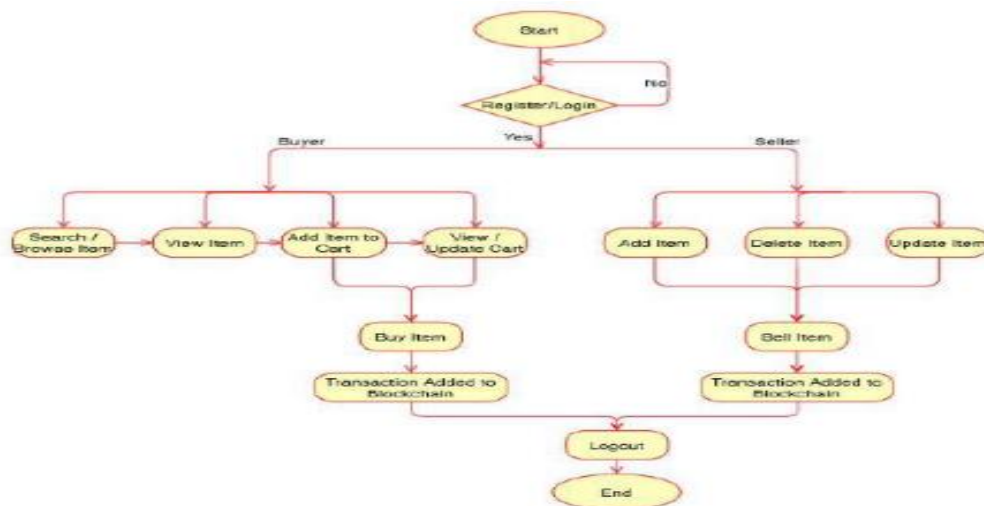 Start
No
Register/Login
Yes
Buyer
Seller
Search /
Browse Item
View Item
Add Item to
Cart
View /
Update Cart
Add Item
Delete Item
Update Item
Buy Item
Sell Item
Transaction Added to
Blockchain
Transaction Added to
Blockchain
Logout
End